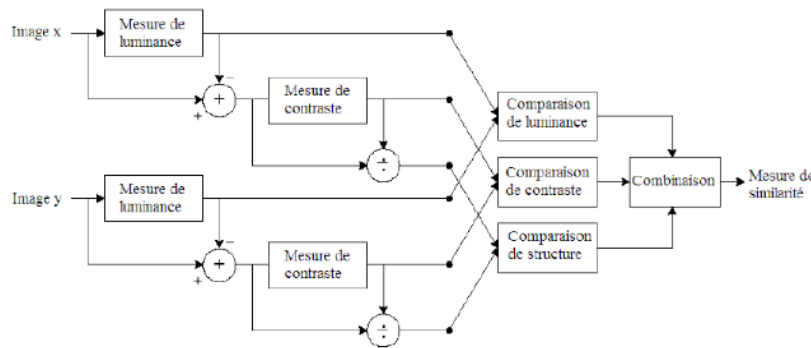 Image x
Mesure de
luminance
−
+
+
Mesure de
contraste
÷
Image y
Mesure de
luminance
−
+
+
Mesure de
contraste
÷
Comparaison
de luminance
Comparaison
de contraste
Comparaison
de structure
Combinaison
Mesure de
similarité